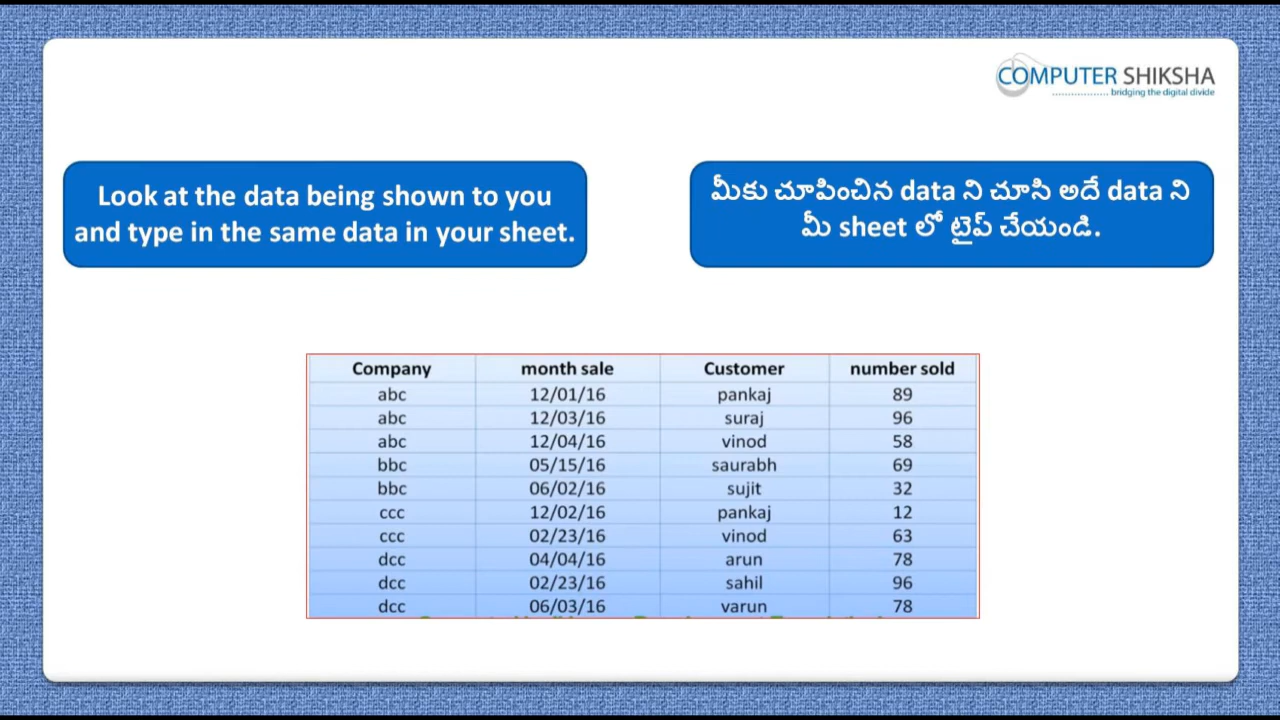 COMPUTER SHIKSHA
bridging the digital divide
Look at the data being shown to you
and type in the same data in your sheet.
మీకు చూపించిన data ని చూసి అదే data ని
మీ sheet లో టైప్ చేయండి.
Company month sale Customer number sold
abc 12/01/16 pankaj 89
abc 12/03/16 suraj 96
abc 12/04/16 vinod 58
bbc 05/15/16 saurabh 69
bbc 06/02/16 sujit 32
ccc 12/02/16 pankaj 12
ccc 02/23/16 vinod 63
dcc 04/04/16 arun 78
dcc 02/23/16 sahil 96
dcc 06/03/16 varun 78